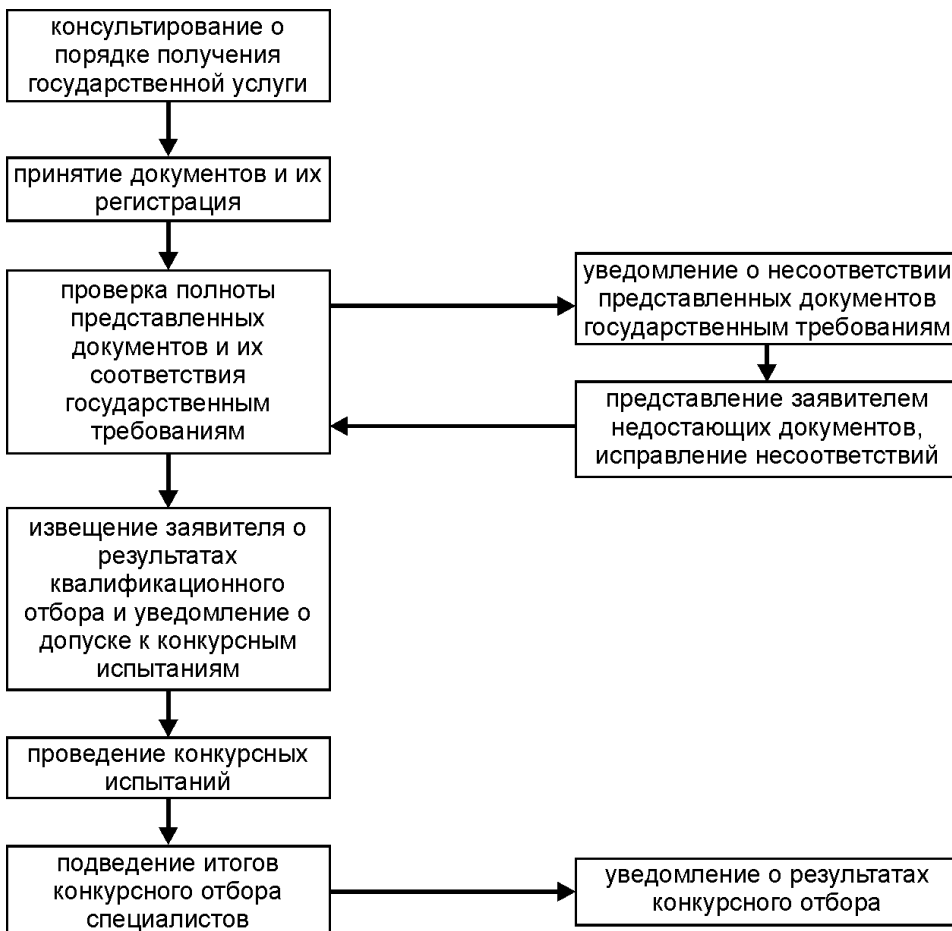 консультирование о
порядке получения
государственной услуги
принятие документов и их
регистрация
проверка полноты
представленных
документов и их
соответствия
государственным
требованиям
уведомление о несоответствии
представленных документов
государственным требованиям
представление заявителем
недостающих документов,
исправление несоответствий
извещение заявителя о
результатах
квалификационного
отбора и уведомление о
допуске к конкурсным
испытаниям
проведение конкурсных
испытаний
подведение итогов
конкурсного отбора
специалистов
уведомление о результатах
конкурсного отбора